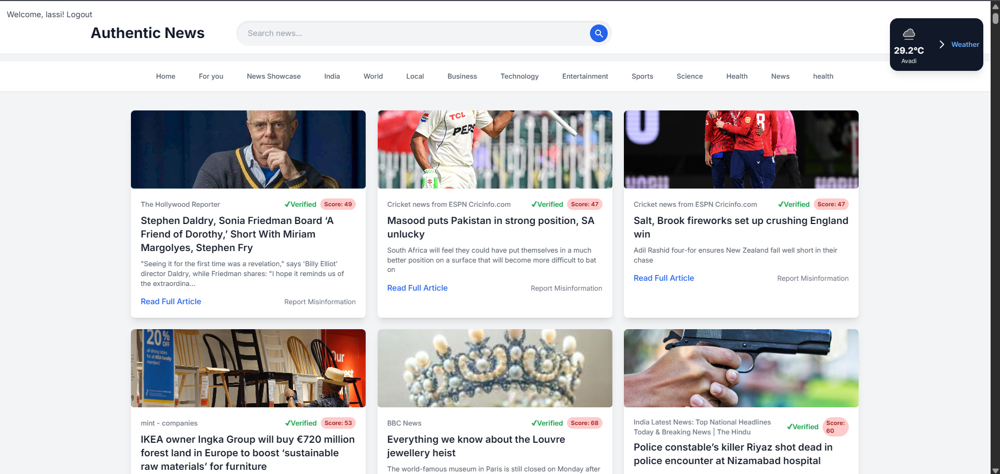 Welcome, lassi! Logout
Authentic News
Search news...
29.2°C
Avadi
Weather
Home
For you
News Showcase
India
World
Local
Business
Technology
Entertainment
Sports
Science
Health
News
health
The Hollywood Reporter
✓Verified
Score: 49
Stephen Daldry, Sonia Friedman Board ‘A
Friend of Dorothy,’ Short With Miriam
Margolyes, Stephen Fry
"Seeing it for the first time was a revelation," says 'Billy Elliot'
director Daldry, while Friedman shares: "I hope it reminds us of
the extraordina...
Read Full Article
Report Misinformation
TCL
Cricket news from ESPN Cricinfo.com
✓Verified
Score: 47
Masood puts Pakistan in strong position, SA
unlucky
South Africa will feel they could have put themselves in a much
better position on a surface that will become more difficult to bat
on
Read Full Article
Report Misinformation
8
Cricket news from ESPN Cricinfo.com
✓Verified
Score: 47
Salt, Brook fireworks set up crushing England
win
Adil Rashid four-for ensures New Zealand fall well short in their
chase
Read Full Article
Report Misinformation
20%
OFF
all dining tables
for all IKEA Family
members*
mint - companies
✓Verified
Score: 53
IKEA owner Ingka Group will buy €720 million
forest land in Europe to boost ‘sustainable
raw materials’ for furniture
BBC News
✓Verified
Score: 68
Everything we know about the Louvre
jewellery heist
The world-famous museum in Paris is still closed on Monday after
India Latest News: Top National Headlines
Today & Breaking News | The Hindu
✓Verified
Score:
60
Police constable’s killer Riyaz shot dead in
police encounter at Nizamabad hospital